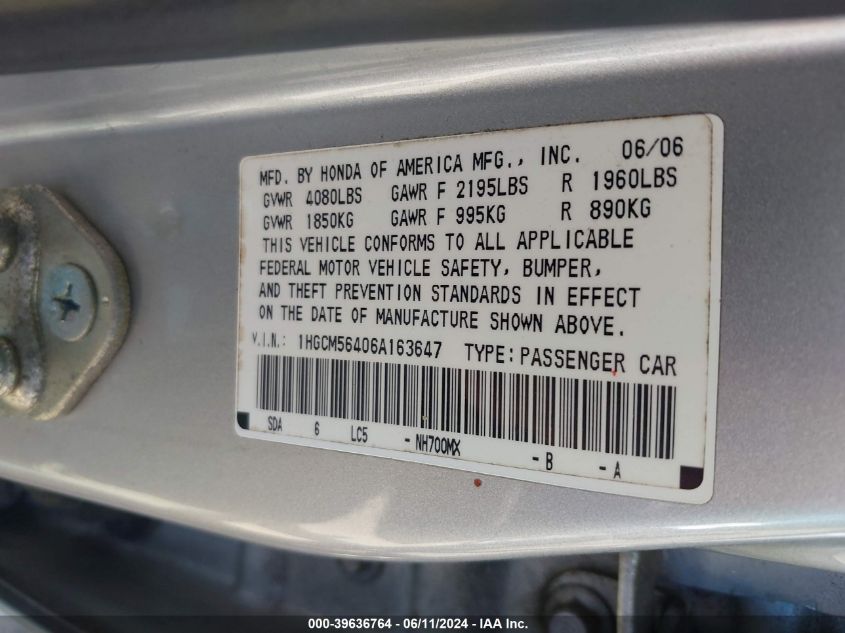 MFD. BY HONDA OF AMERICA MFG., INC. 06/06
GVWR 4080LBS GAWR F 2195LBS R 1960LBS
GVWR 1850KG GAWR F 995KG R 890KG
THIS VEHICLE CONFORMS TO ALL APPLICABLE
FEDERAL MOTOR VEHICLE SAFETY, BUMPER,
AND THEFT PREVENTION STANDARDS IN EFFECT
ON THE DATE OF MANUFACTURE SHOWN ABOVE.
V.I.N.: 1HGCM56406A163647 TYPE:PASSENGER CAR
SDA 6 LC5 -NH700MX -B -A
000-39636764 - 06/11/2024 - IAA Inc.